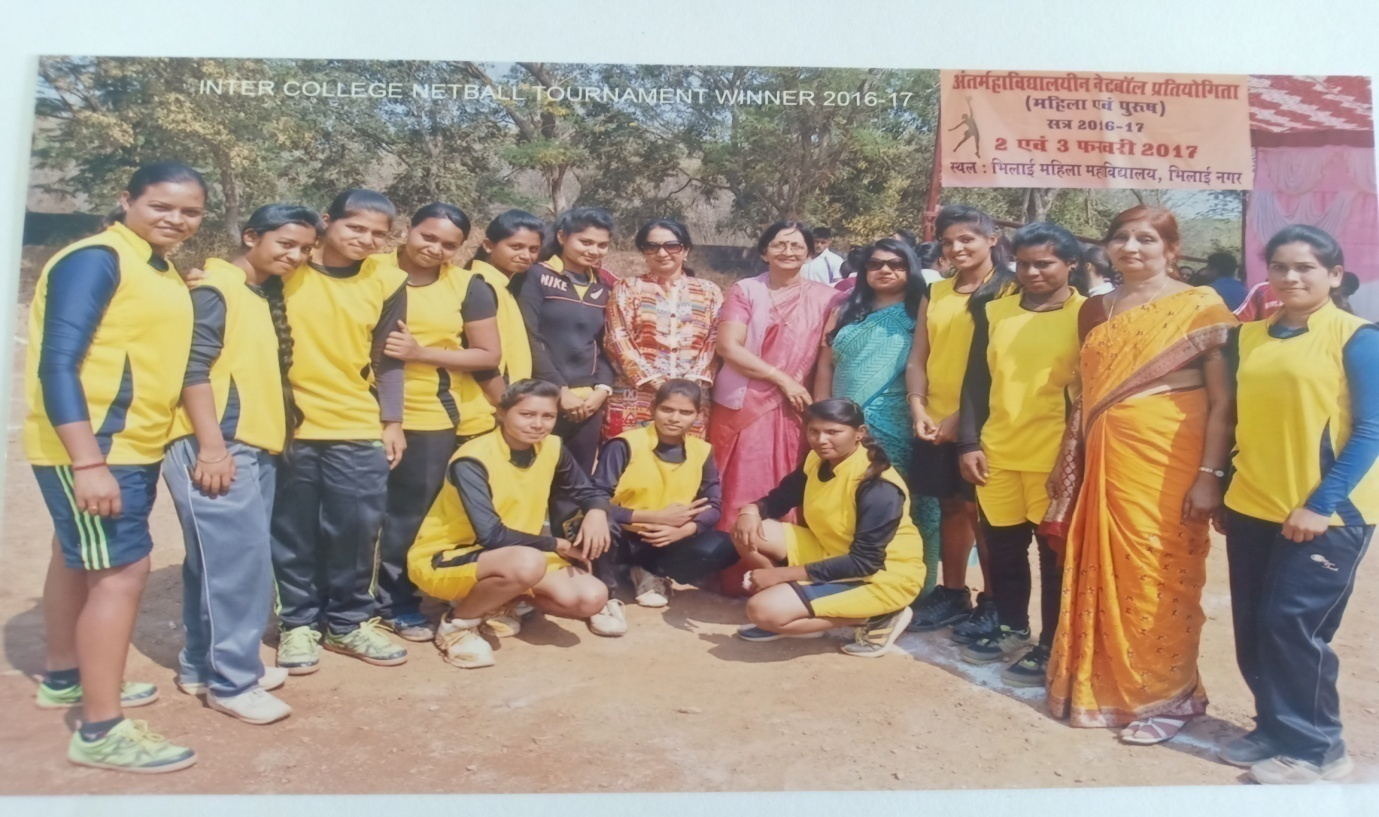 INTER COLLEGE NETBALL TOURNAMENT WINNER 2016-17
अंतर्महाविद्यालयीन नेटबॉल प्रतियोगिता
(महिला एवं पुरुष)
सत्र 2016-17
2 एवं 3 फरवरी 2017
स्थल : भिलाई महिला महविद्यालय, भिलाई नगर
NIKE